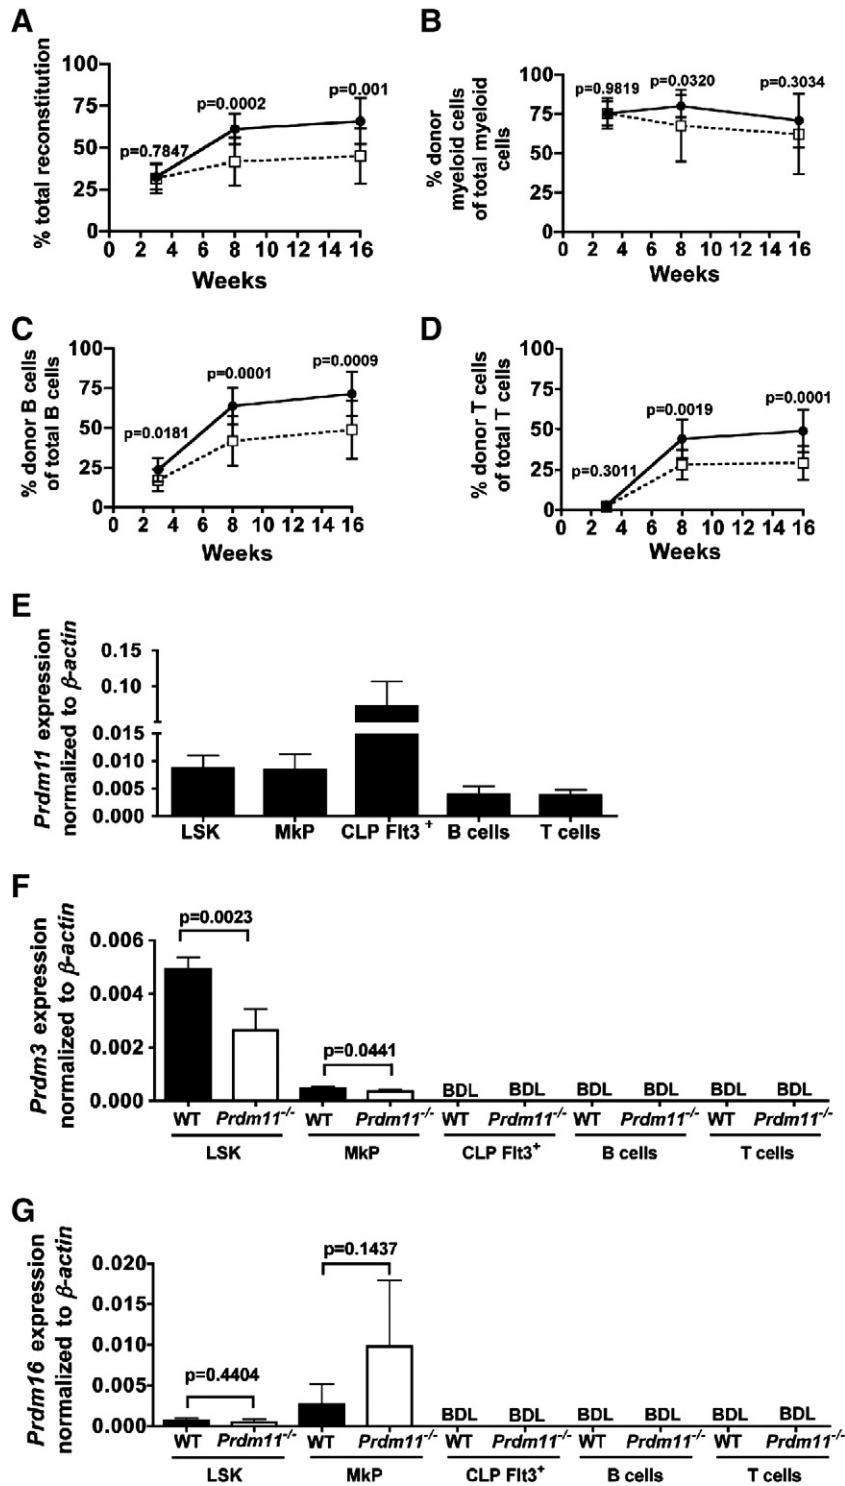 A
% total reconstitution
100
75
50
25
0
p=0.7847
p=0.0002
p=0.001
0 2 4 6 8 10 12 14 16
Weeks
B
% donor
myeloid cells
of total myeloid
cells
100
75
50
25
0
p=0.9819
p=0.0320
p=0.3034
0 2 4 6 8 10 12 14 16
Weeks
C
% donor B cells
of total B cells
100
75
50
25
0
p=0.0181
p=0.0001
p=0.0009
0 2 4 6 8 10 12 14 16
Weeks
D
% donor T cells
of total T cells
100
75
50
25
0
p=0.3011
p=0.0019
p=0.0001
0 2 4 6 8 10 12 14 16
Weeks
E
Prdm11 expression
normalized to β-actin
0.15
0.10
0.015
0.010
0.005
0.000
LSK MkP CLP Flt3 + B cells T cells
F
Prdm3 expression
normalized to β-actin
0.006
0.004
0.002
0.000
p=0.0023
p=0.0441
BDL BDL BDL BDL BDL BDL
WT Prdm11-/- WT Prdm11-/- WT Prdm11-/- WT Prdm11-/- WT Prdm11-/-
LSK MkP CLP Flt3+ B cells T cells
G
Prdm16 expression
normalized to β-actin
0.020
0.015
0.010
0.005
0.000
p=0.4404
p=0.1437
BDL BDL BDL BDL BDL BDL
WT Prdm11-/- WT Prdm11-/- WT Prdm11-/- WT Prdm11-/- WT Prdm11-/-
LSK MkP CLP Flt3+ B cells T cells